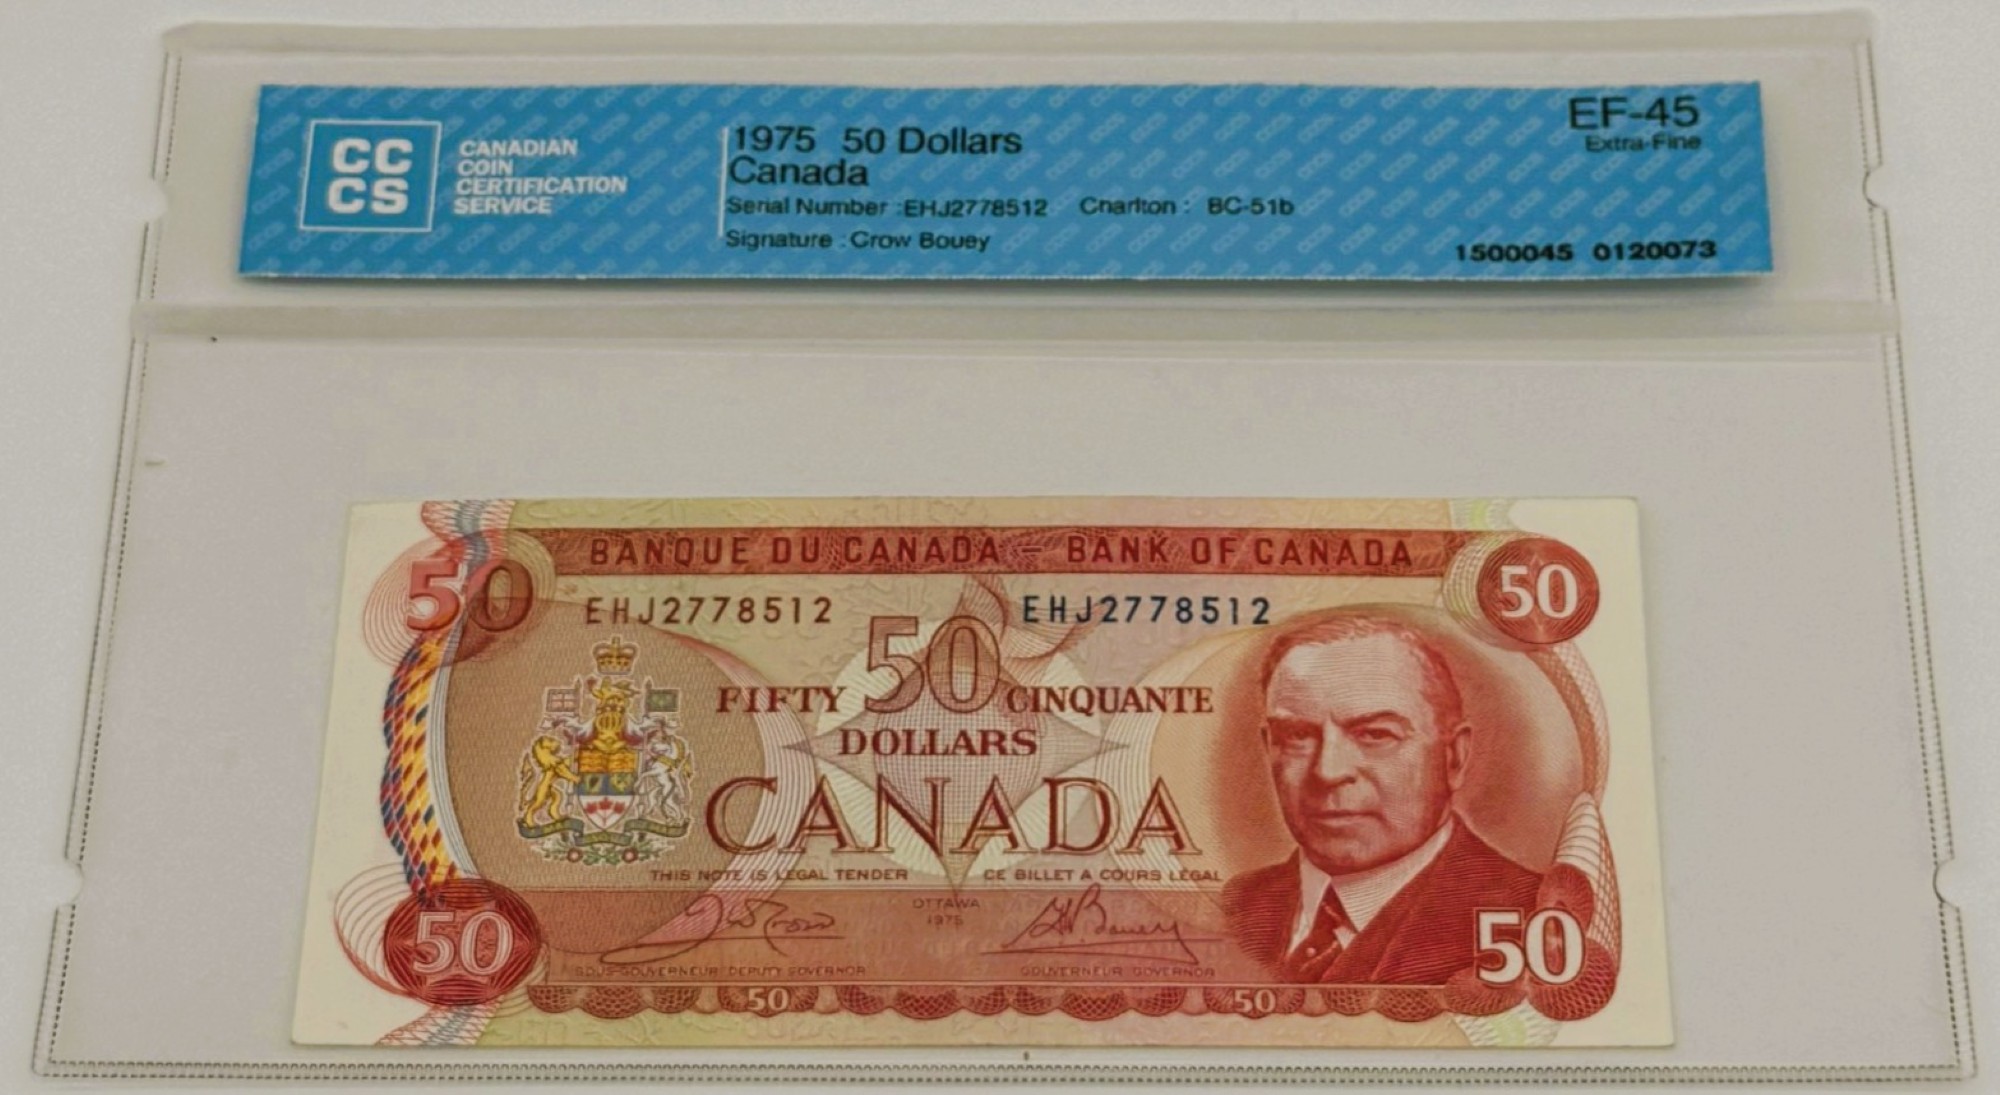 CC
CS
CANADIAN
COIN
CERTIFICATION
SERVICE
1975 50 Dollars
Canada
Serial Number :EHJ2778512 Charlton : BC-51b
Signature : Crow Bouey
EF-45
Extra-Fine
1500045 0120073
BANQUE DU CANADA – BANK OF CANADA
50
50
EHJ2778512 EHJ2778512
50
FIFTY CINQUANTE
DOLLARS
CANADA
THIS NOTE IS LEGAL TENDER CE BILLET A COURS LÉGAL
OTTAWA
1975
SOUS-GOUVERNEUR DEPUTY GOVERNOR GOUVERNEUR GOVERNOR
50
50
50 50